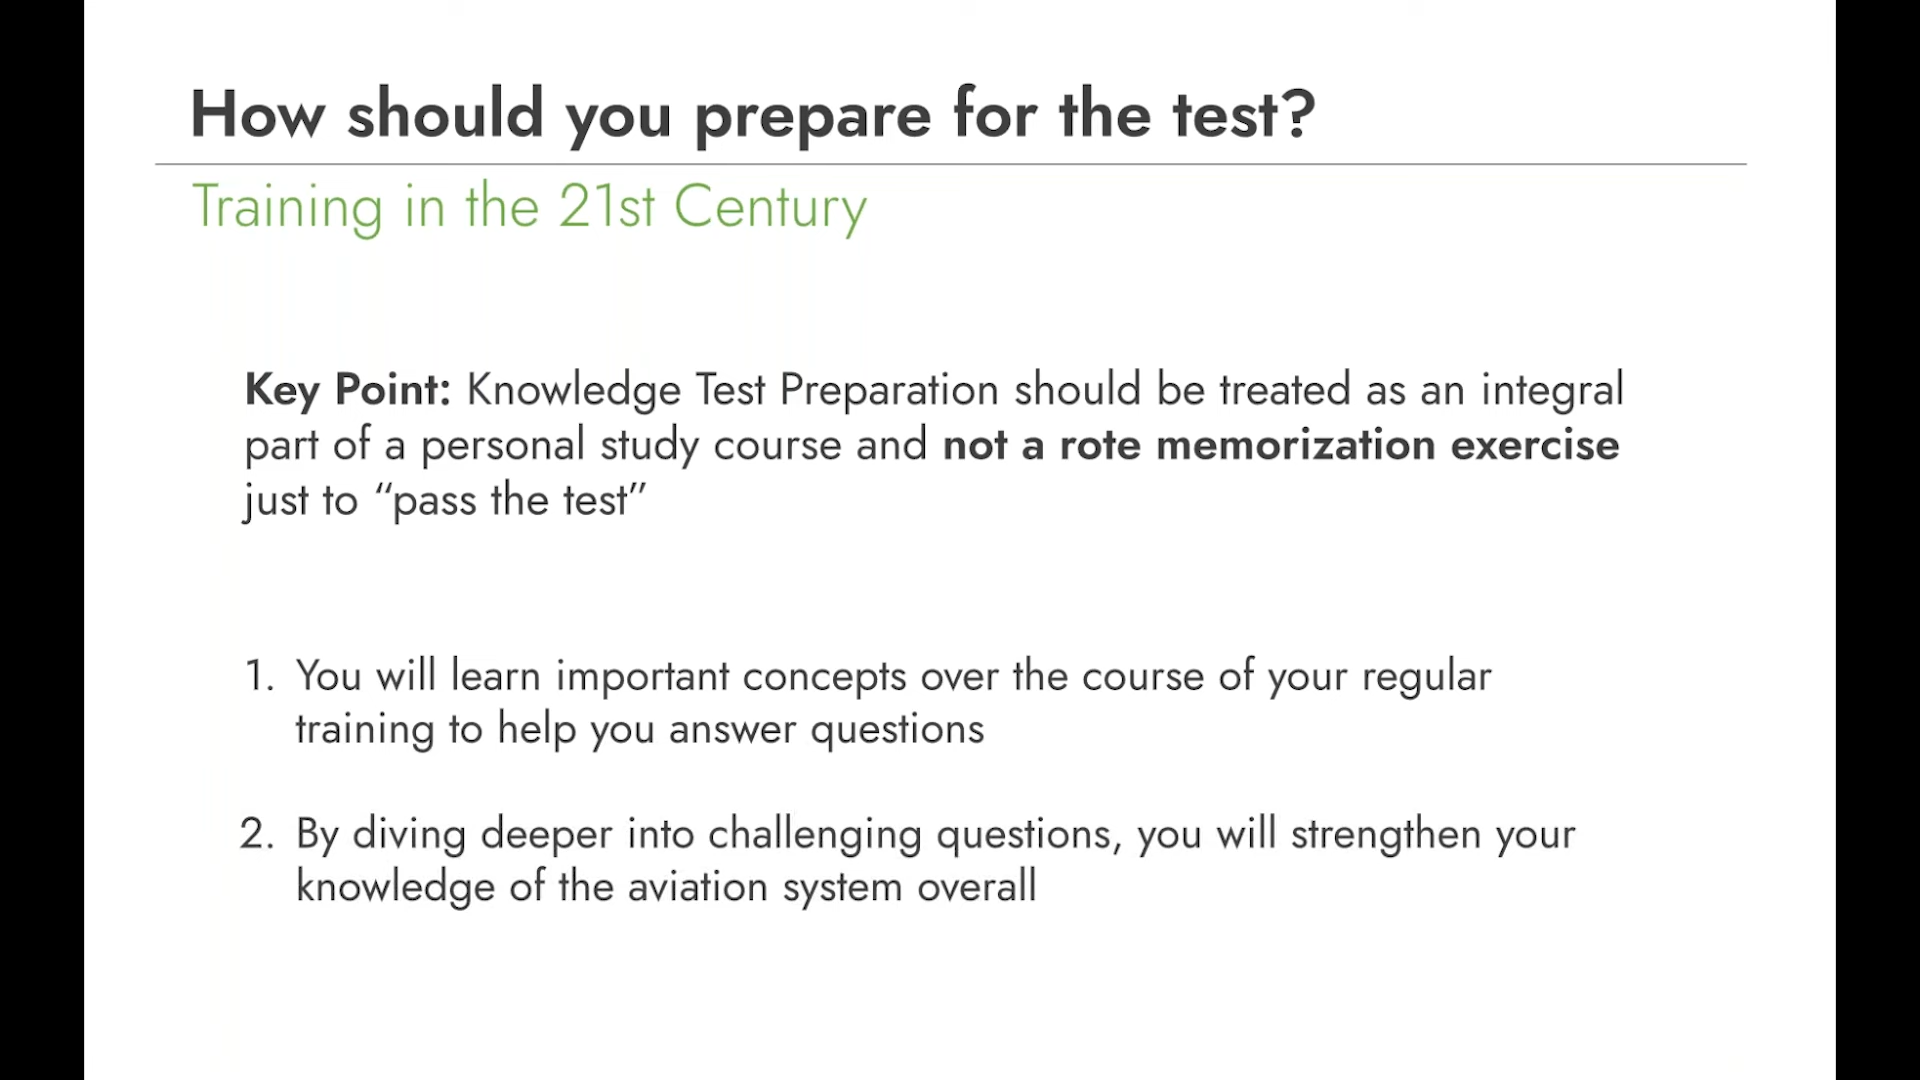 How should you prepare for the test?
Training in the 21st Century
Key Point: Knowledge Test Preparation should be treated as an integral
part of a personal study course and not a rote memorization exercise
just to “pass the test”
1. You will learn important concepts over the course of your regular
training to help you answer questions
2. By diving deeper into challenging questions, you will strengthen your
knowledge of the aviation system overall